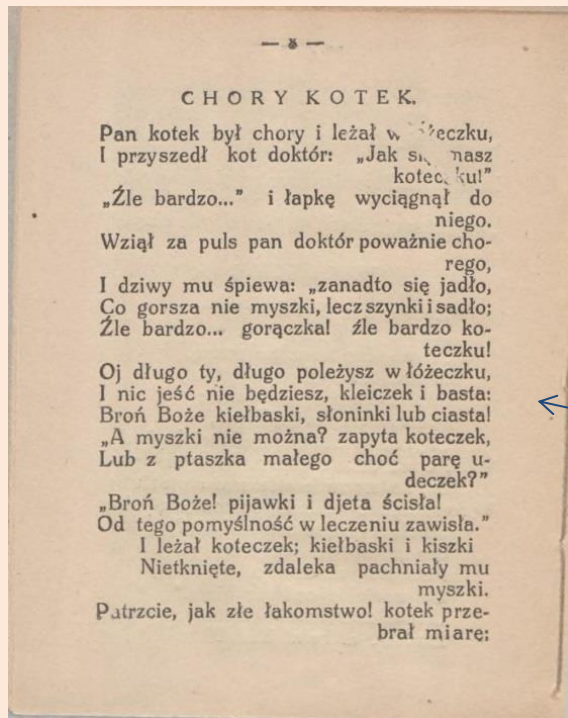 — 3 —
CHORY KOTEK.
Pan kotek był chory i leżał w
I przyszedł kot doktór: „Jak się masz
koteczku!"
„Źle bardzo..." i łapkę wyciągnął do
niego.
Wziął za puls pan doktór poważnie cho-
rego,
I dziwy mu śpiewa: „zanadto się jadło,
Co gorsza nie myszki, lecz szynki i sadło;
Źle bardzo... gorączka! źle bardzo ko-
teczku!
Oj długo ty, długo poleżysz w łóżeczku,
I nic jeść nie będziesz, kleiczek i basta:
Broń Boże kiełbaski, słoninki lub ciasta!
„A myszki nie można? zapyta koteczek,
Lub z ptaszka małego choć parę u-
deczek?"
„Broń Boże! pijawki i djeta ścisła!
Od tego pomyślność w leczeniu zawisła."
I leżał koteczek; kiełbaski i kiszki
Nietknięte, zdaleka pachniały mu
myszki.
Patrzcie, jak złe łakomstwo! kotek prze-
brał miarę;